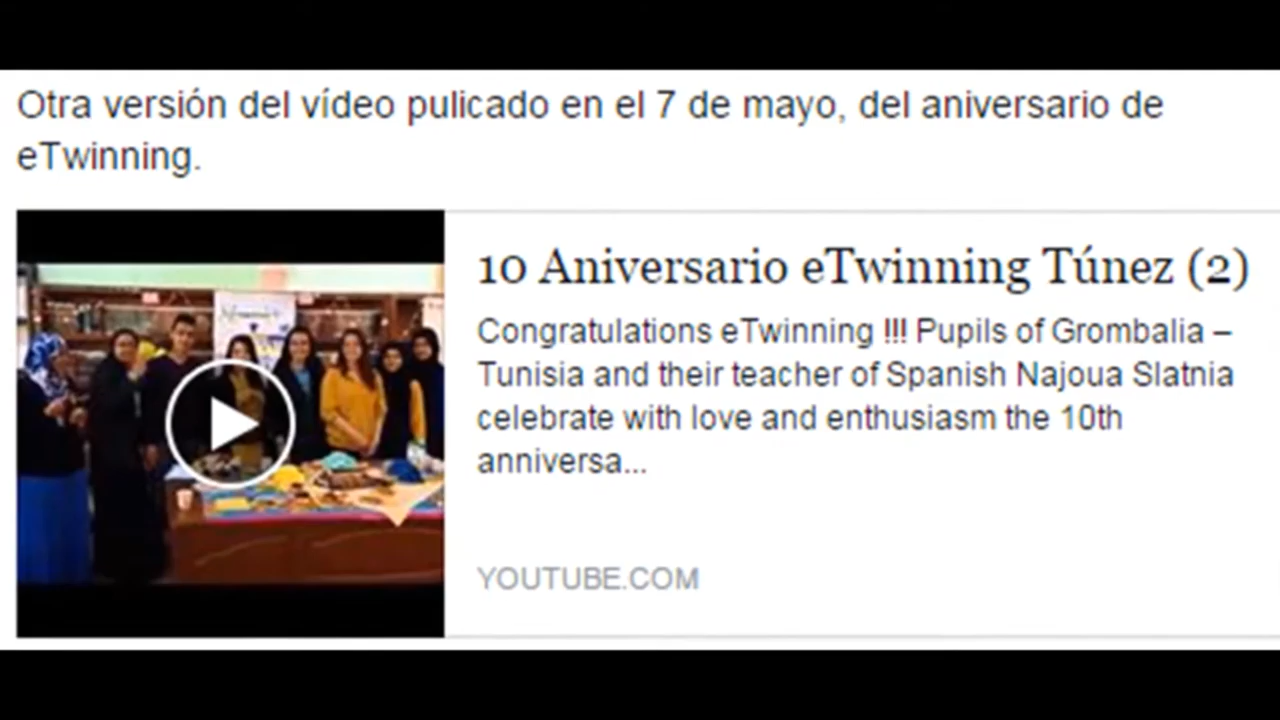 Otra versión del vídeo pulicado en el 7 de mayo, del aniversario de
eTwinning.
10 Aniversario eTwinning Túnez (2)
Congratulations eTwinning !!! Pupils of Grombalia –
Tunisia and their teacher of Spanish Najoua Slatnia
celebrate with love and enthusiasm the 10th
anniversa...
YOUTUBE.COM